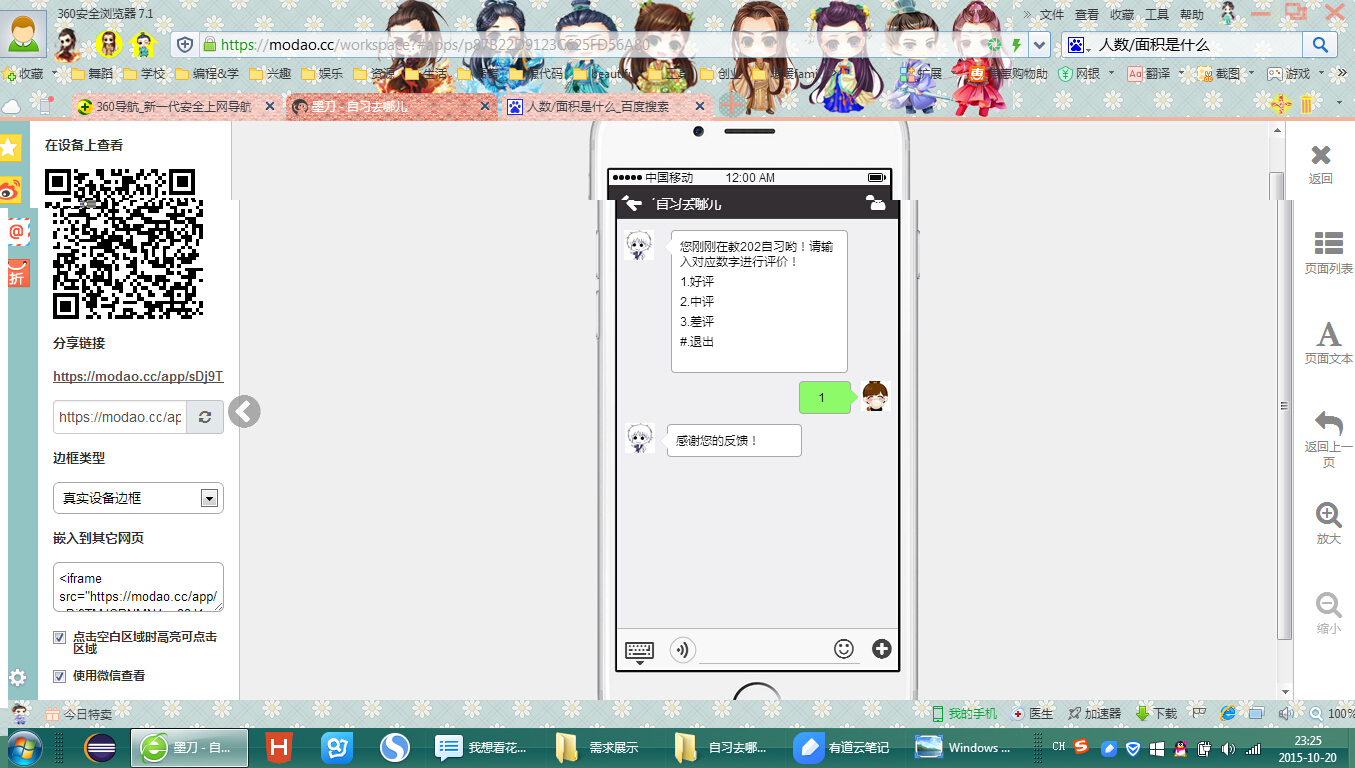 360安全浏览器 7.1
» 文件 查看 收藏 工具 帮助
https://modao.cc/workspace?#apps/p87B22D9123C
人数/面积是什么
收藏 舞蹈 学校 编程&学 兴趣 娱乐 资源 生活 源代码 beautiful 创业 乐居购物助 网银 翻译 截图 游戏 »
360导航_新一代安全上网导航
墨刀 - 自习去哪儿
人数/面积是什么_百度搜索
在设备上查看
分享链接
https://modao.cc/app/sDj9T
https://modao.cc/ap
边框类型
真实设备边框
嵌入到其它网页
<iframe
src="https://modao.cc/app/
点击空白区域时高亮可点击
区域
使用微信查看
中国移动 12:00 AM
自习去哪儿
您刚刚在教202自习哟！请输
入对应数字进行评价！
1.好评
2.中评
3.差评
#.退出
1
感谢您的反馈！
返回
页面列表
页面文本
返回上一
页
放大
缩小
@
折
今日特卖
我的手机 医生 加速器 下载 100%
墨刀 - 自...
我想看花...
需求展示
自习去哪...
有道云笔记
Windows ...
CH
23:25
2015-10-20